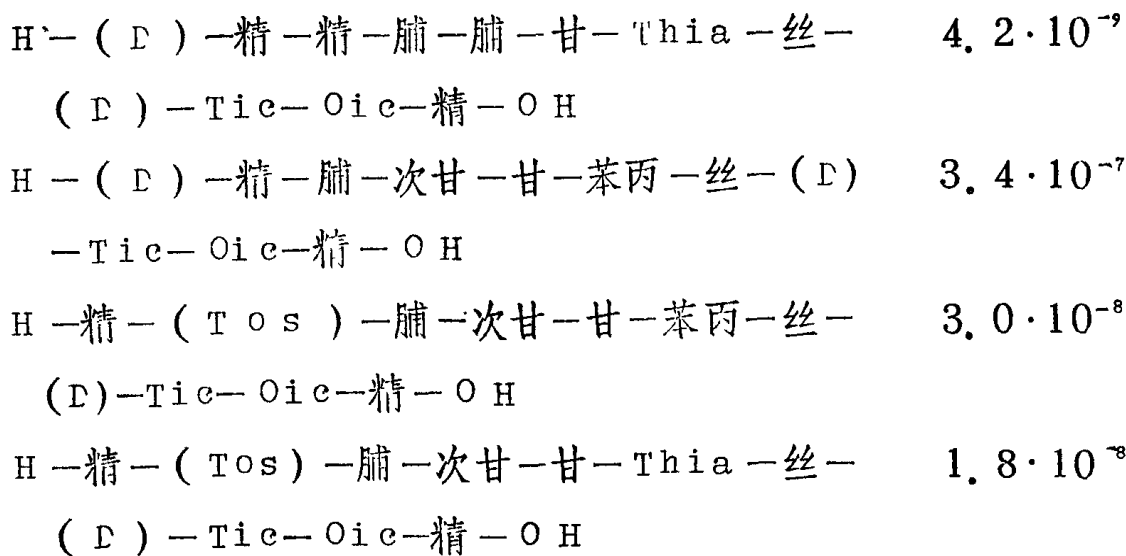 H－(D)－精－精－脯－脯－甘－Thia－丝－ 4.2·10⁻⁹
(D)－Tic－Oic－精－OH
H－(D)－精－脯－次甘－甘－苯丙－丝－(D) 3.4·10⁻⁷
－Tic－Oic－精－OH
H－精－(Tos)－脯－次甘－甘－苯丙－丝－ 3.0·10⁻⁸
(D)－Tic－Oic－精－OH
H－精－(TOs)－脯－次甘－甘－Thia－丝－ 1.8·10⁻⁸
(D)－Tic－Oic－精－OH